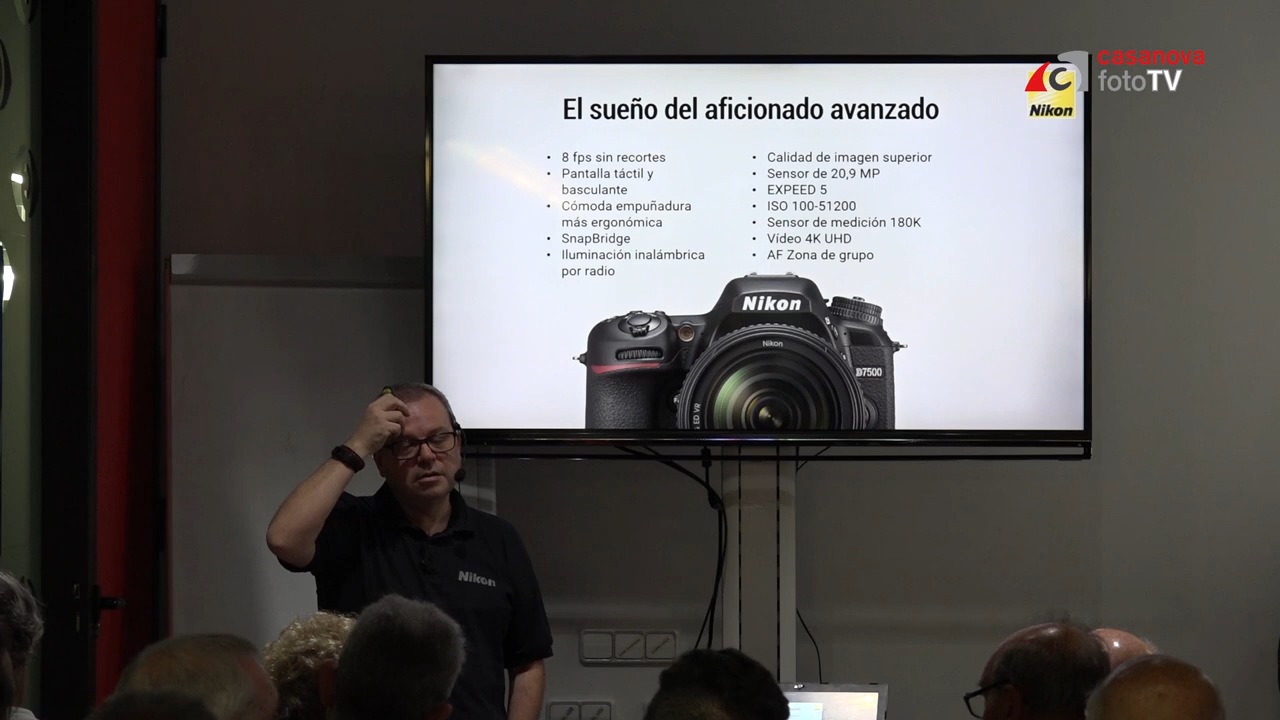 casanova
fotoTV
C
Nikon
El sueño del aficionado avanzado
• 8 fps sin recortes
• Pantalla táctil y
basculante
• Cómoda empuñadura
más ergonómica
• SnapBridge
• Iluminación inalámbrica
por radio
• Calidad de imagen superior
• Sensor de 20,9 MP
• EXPEED 5
• ISO 100-51200
• Sensor de medición 180K
• Vídeo 4K UHD
• AF Zona de grupo
Nikon
Nikon
D7500
ED VR
Nikon